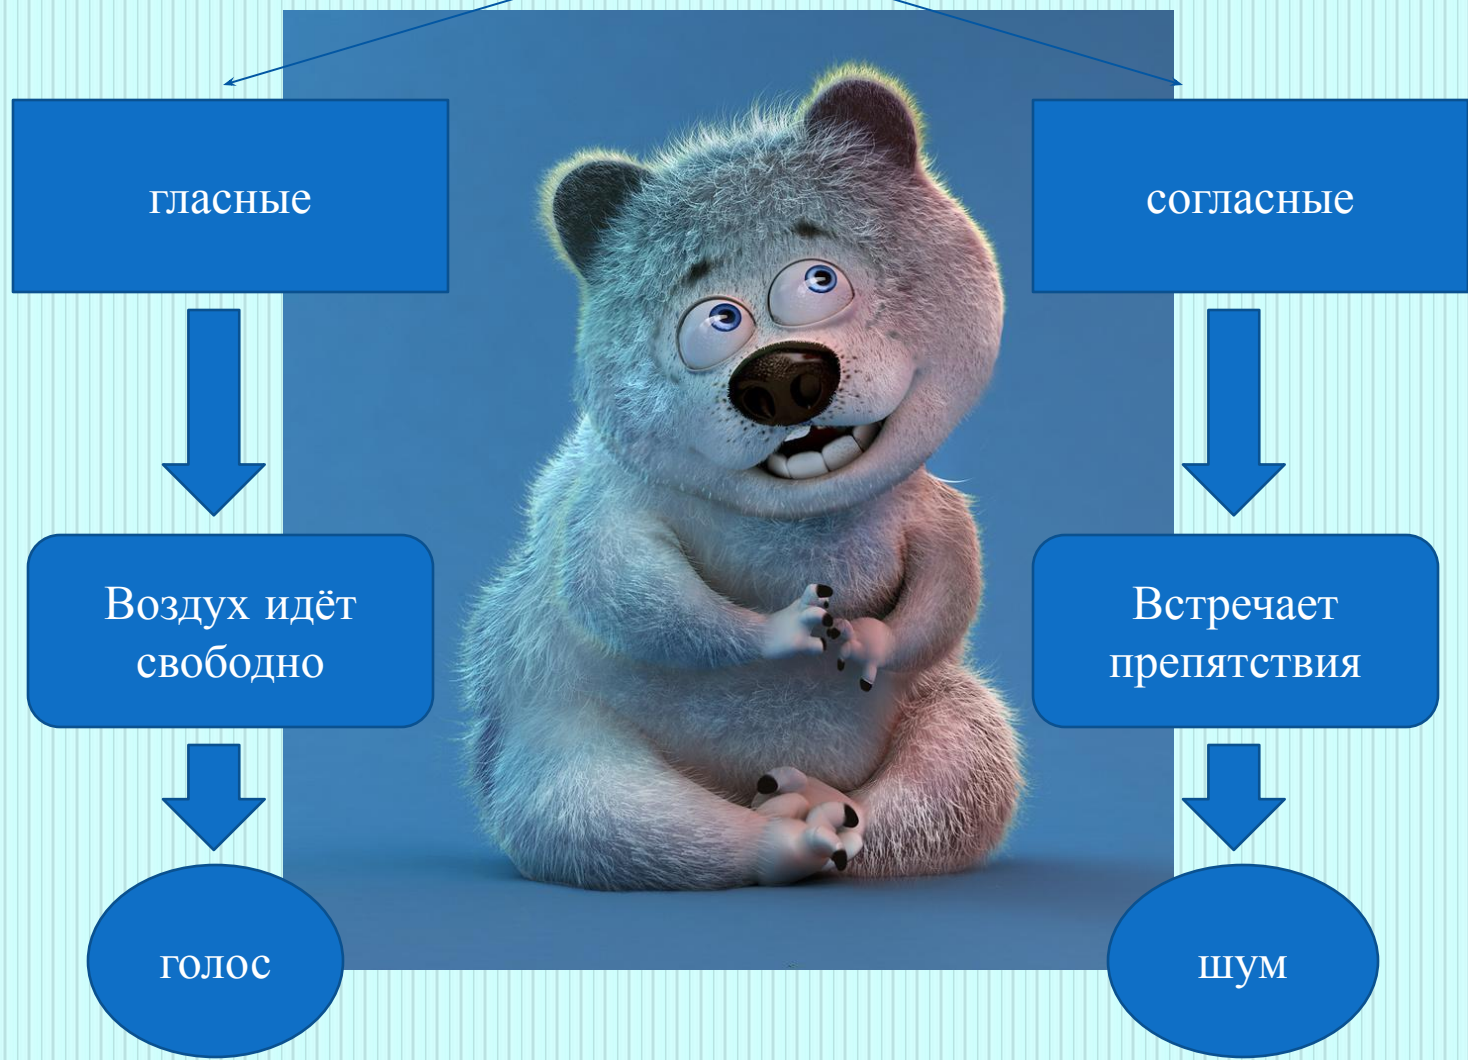 гласные
согласные
Воздух идёт
свободно
Встречает
препятствия
голос
шум